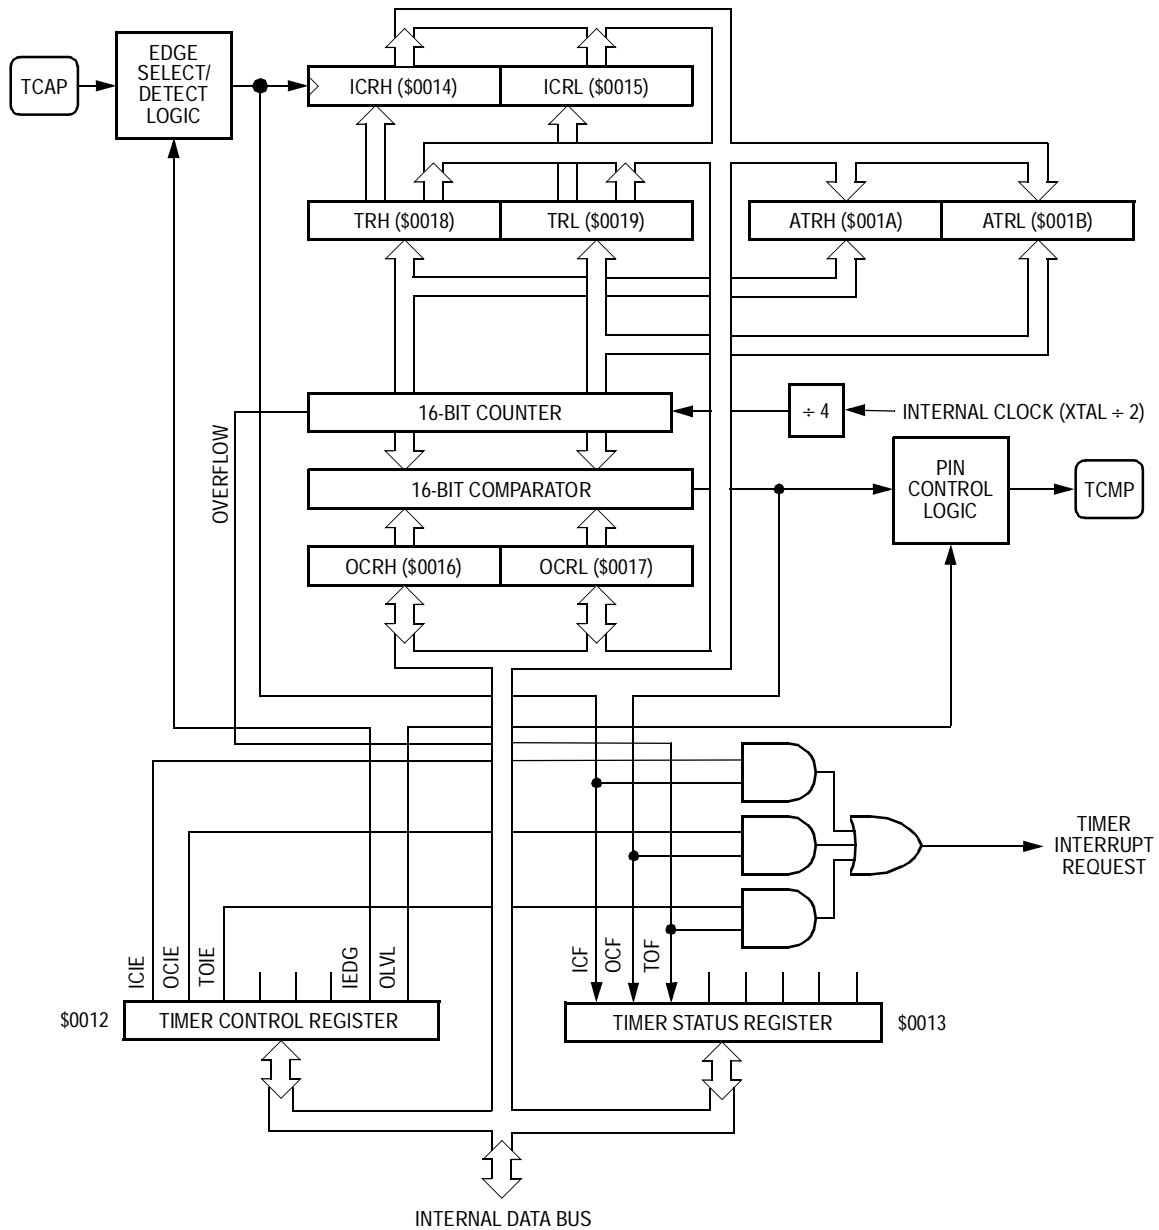 TCAP
EDGE
SELECT/
DETECT
LOGIC
ICRH ($0014)
ICRL ($0015)
TRH ($0018)
TRL ($0019)
ATRH ($001A)
ATRL ($001B)
16-BIT COUNTER
÷ 4
INTERNAL CLOCK (XTAL ÷ 2)
OVERFLOW
16-BIT COMPARATOR
PIN
CONTROL
LOGIC
TCMP
OCRH ($0016)
OCRL ($0017)
TIMER
INTERRUPT
REQUEST
ICIE
OCIE
TOIE
IEDG
OLVL
ICF
OCF
TOF
$0012
TIMER CONTROL REGISTER
TIMER STATUS REGISTER
$0013
INTERNAL DATA BUS